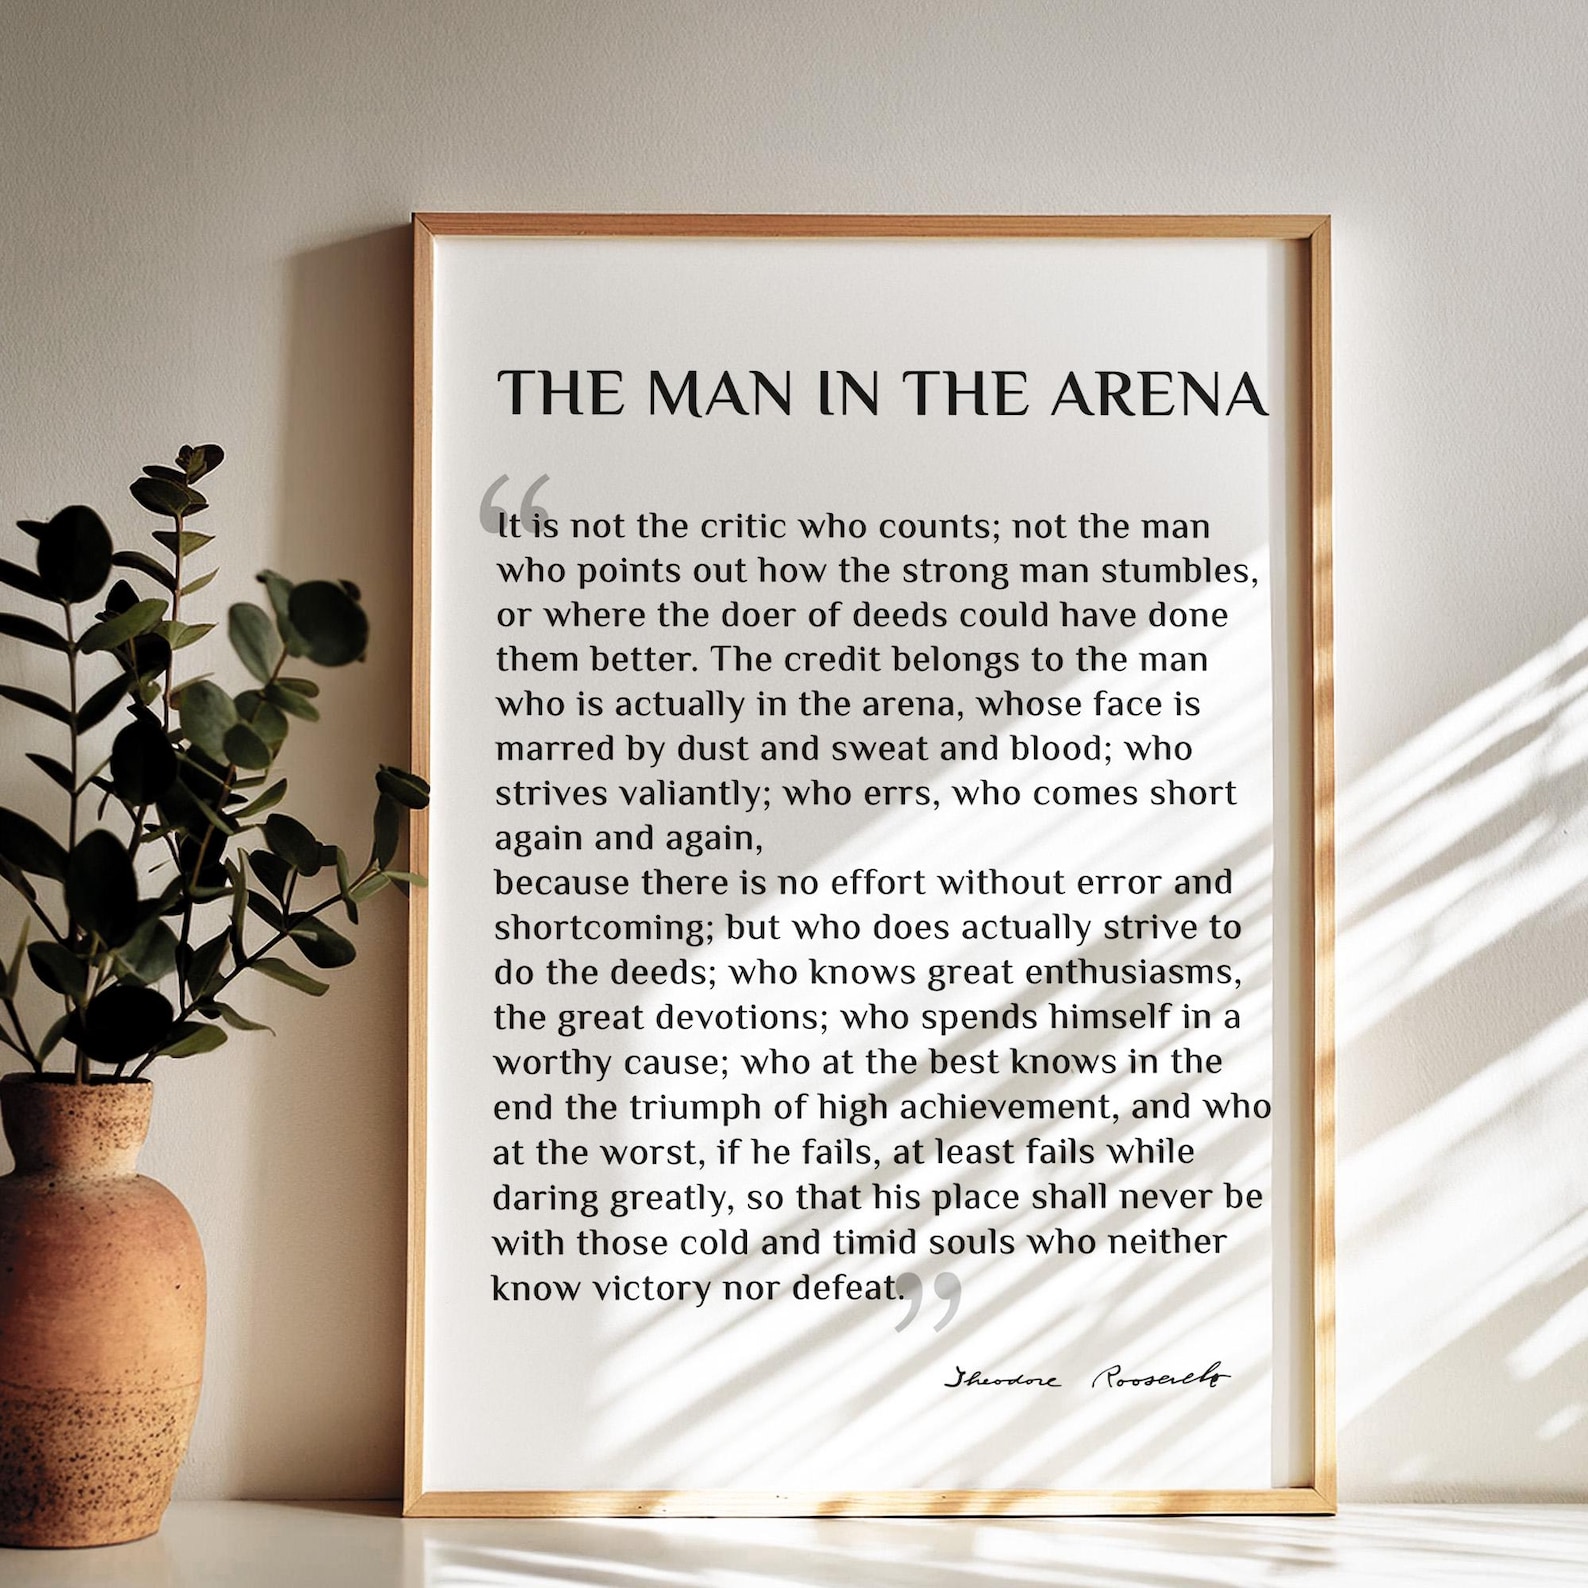 THE MAN IN THE ARENA
“It is not the critic who counts; not the man
who points out how the strong man stumbles,
or where the doer of deeds could have done
them better. The credit belongs to the man
who is actually in the arena, whose face is
marred by dust and sweat and blood; who
strives valiantly; who errs, who comes short
again and again,
because there is no effort without error and
shortcoming; but who does actually strive to
do the deeds; who knows great enthusiasms,
the great devotions; who spends himself in a
worthy cause; who at the best knows in the
end the triumph of high achievement, and who
at the worst, if he fails, at least fails while
daring greatly, so that his place shall never be
with those cold and timid souls who neither
know victory nor defeat.”
Theodore Roosevelt